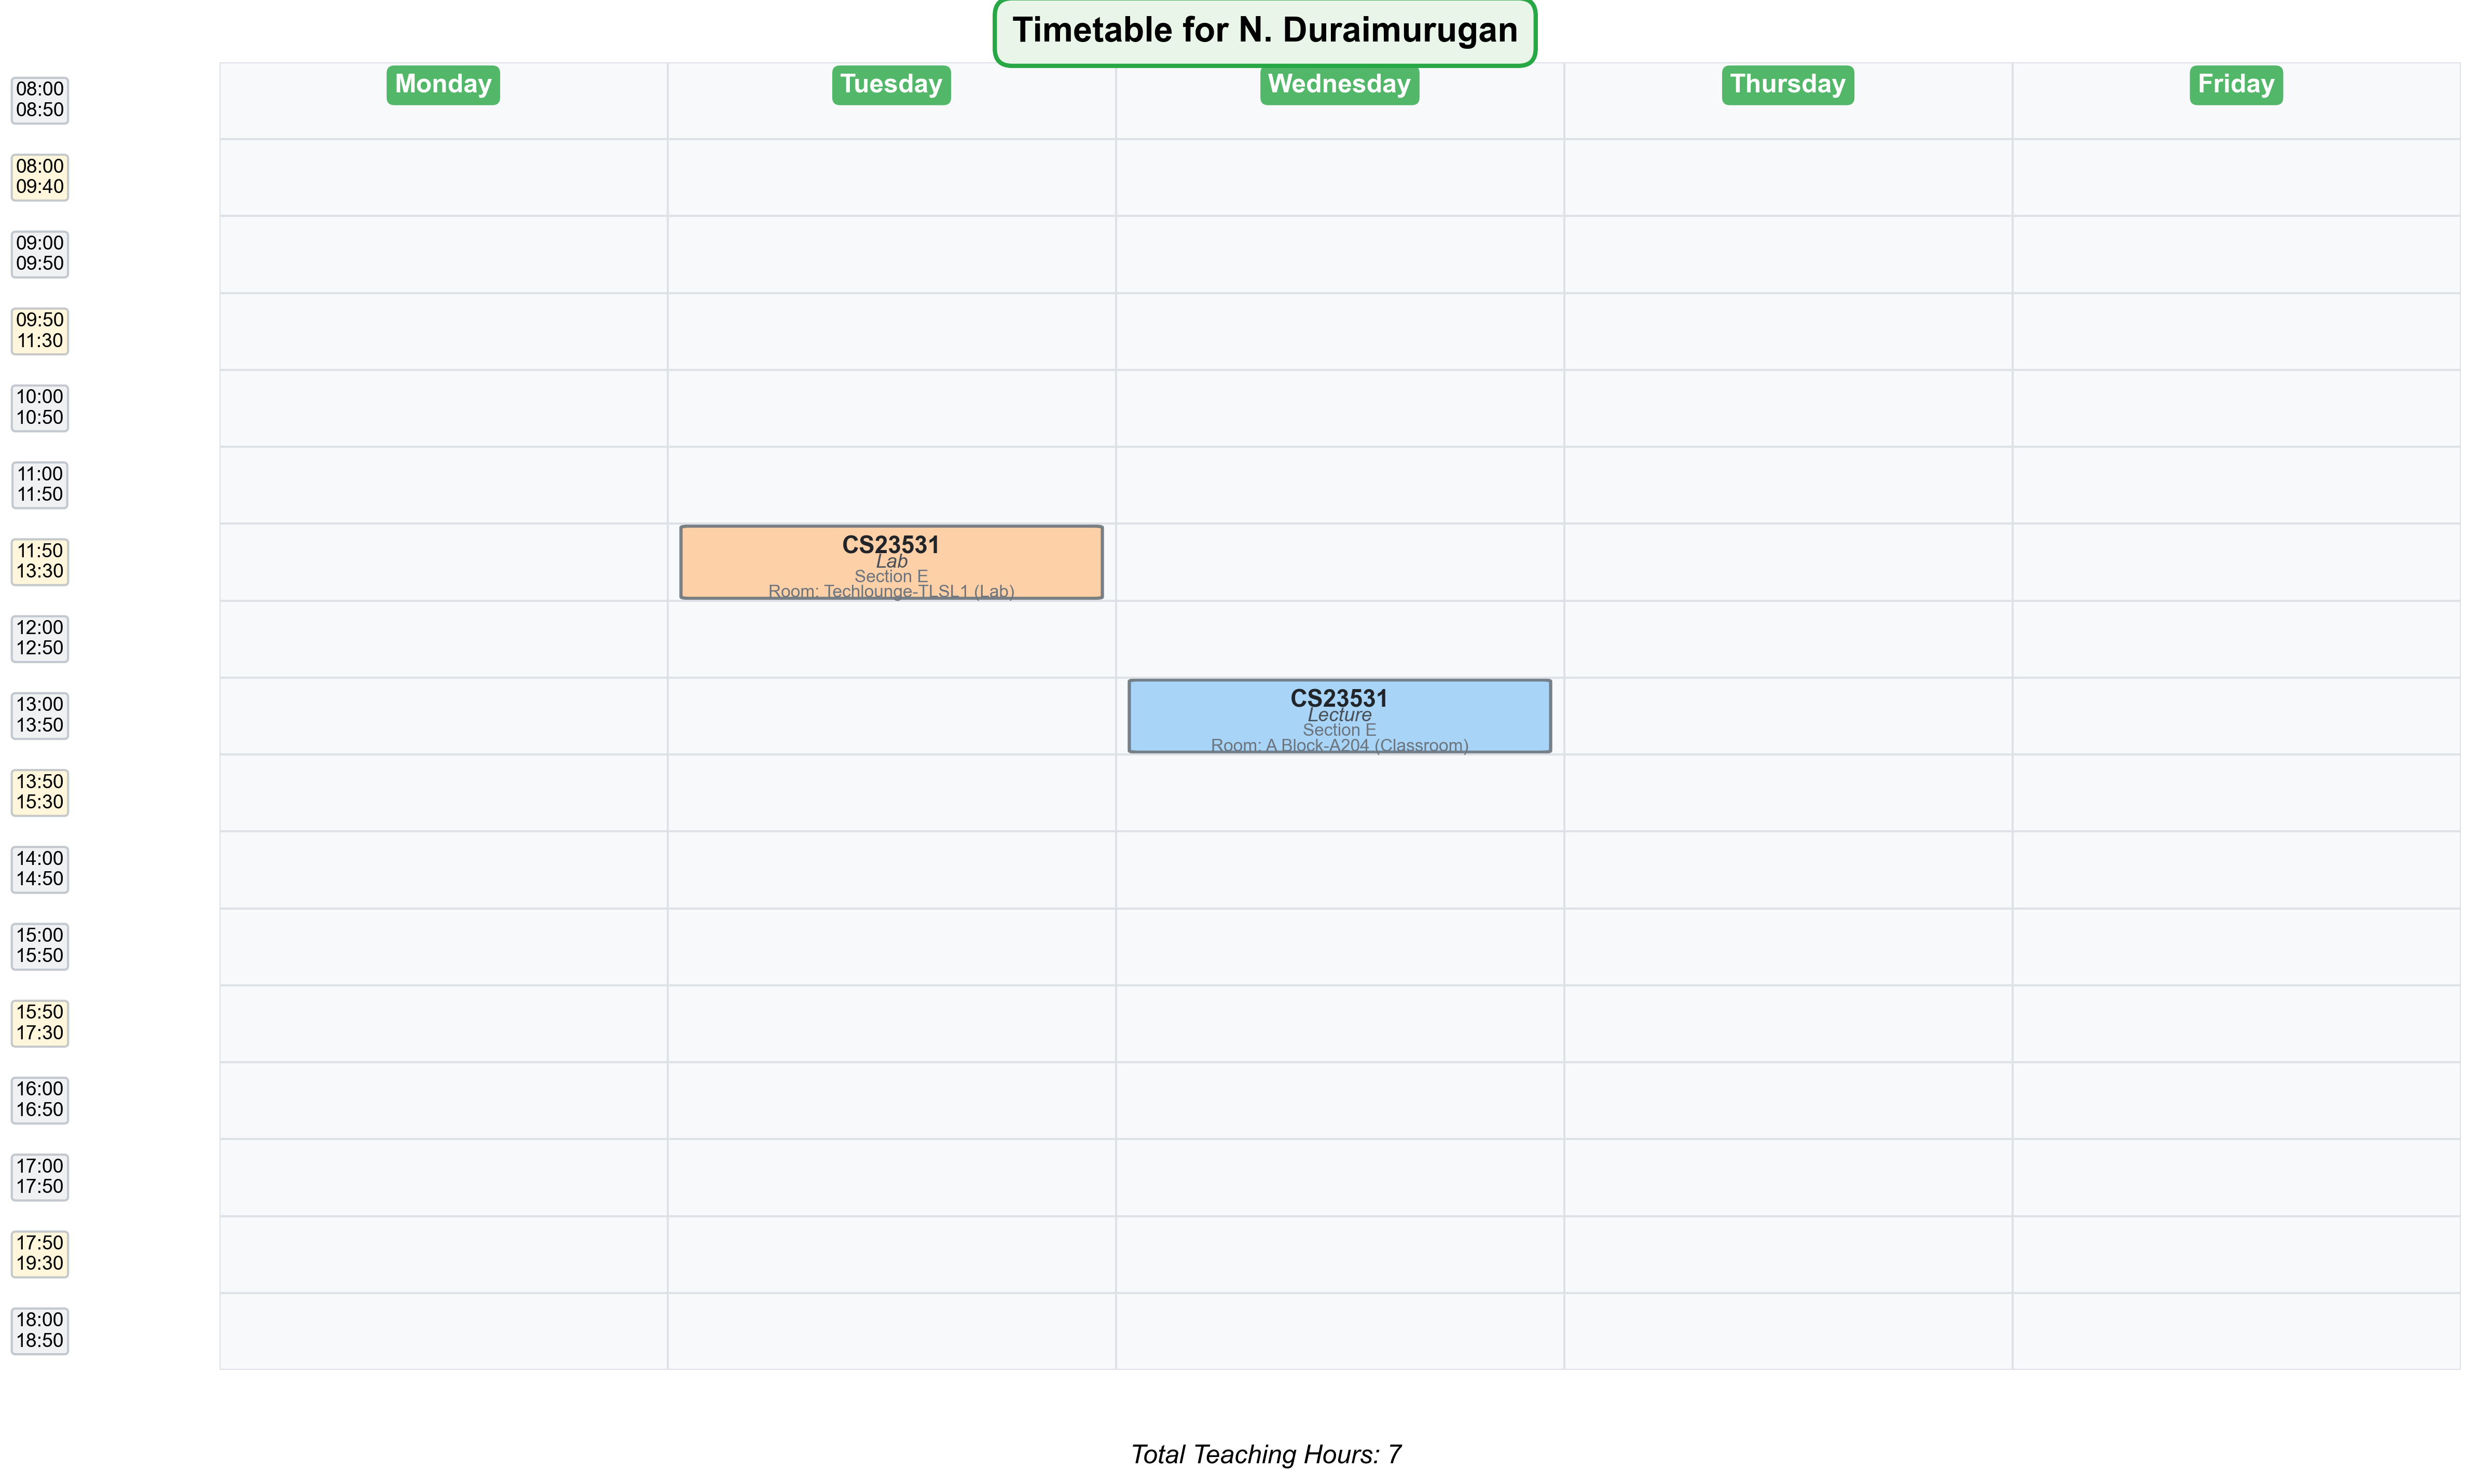 Timetable for N. Duraimurugan
Monday
Tuesday
Wednesday
Thursday
Friday
08:00
08:50
08:00
09:40
09:00
09:50
09:50
11:30
10:00
10:50
11:00
11:50
11:50
13:30
CS23531
Lab
Section E
Room: Techlounge-TLSL1 (Lab)
12:00
12:50
13:00
13:50
CS23531
Lecture
Section E
Room: A Block-A204 (Classroom)
13:50
15:30
14:00
14:50
15:00
15:50
15:50
17:30
16:00
16:50
17:00
17:50
17:50
19:30
18:00
18:50
Total Teaching Hours: 7